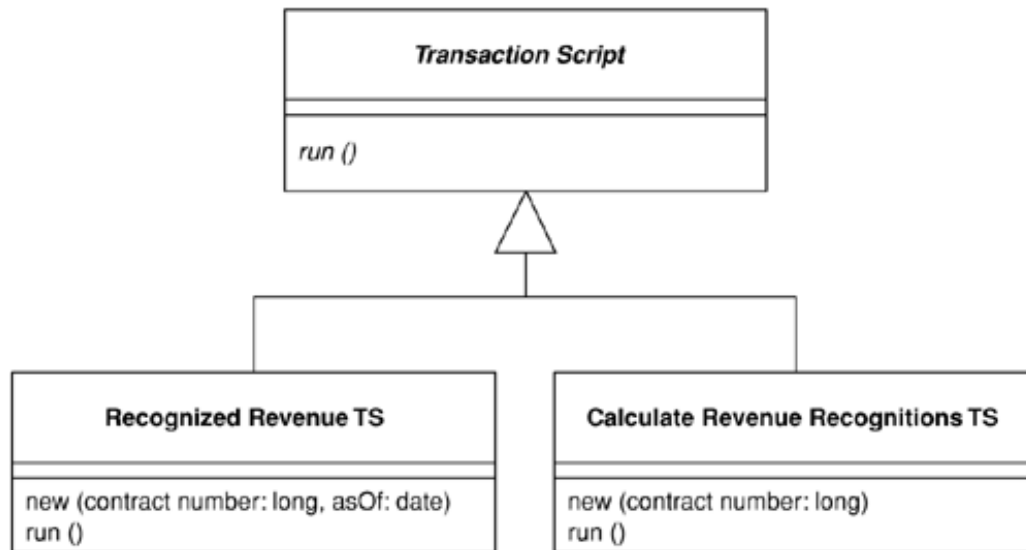 Transaction Script
run ()
Recognized Revenue TS
new (contract number: long, asOf: date)
run ()
Calculate Revenue Recognitions TS
new (contract number: long)
run ()